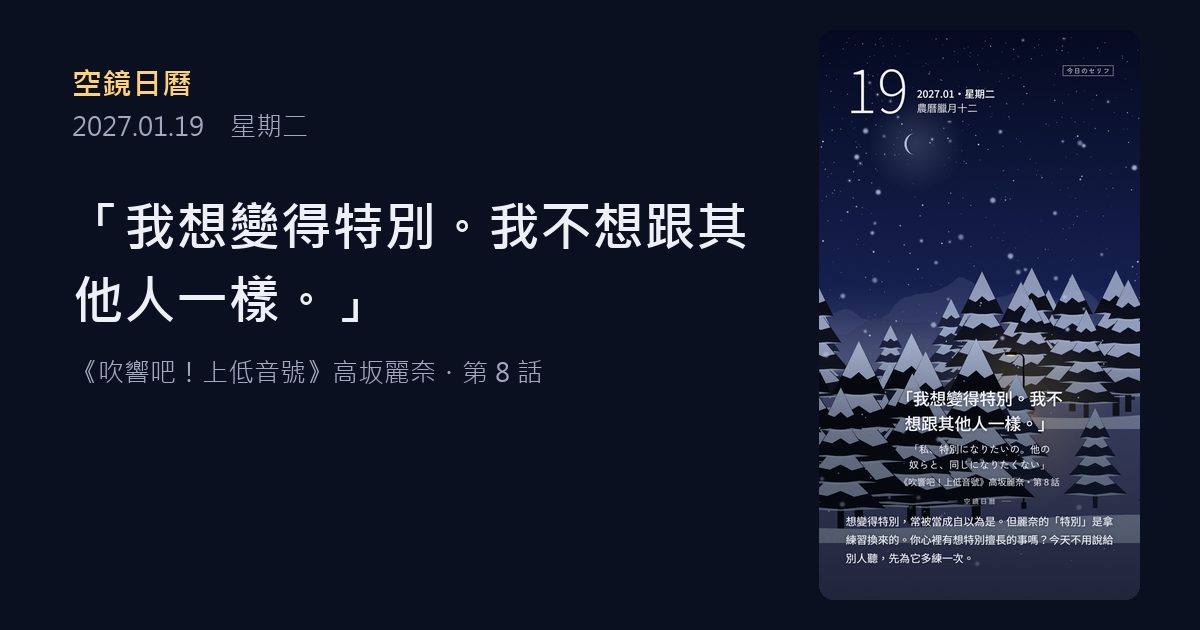 空鏡日曆
2027.01.19 星期二
「我想變得特別。我不想跟其
他人一樣。」
《吹響吧！上低音號》高坂麗奈・第 8 話
19
2027.01・星期二
農曆臘月十二
今日のセリフ
「我想變得特別。我不
想跟其他人一樣。」
「私、特別になりたいの。他の
奴らと、同じになりたくない」
《吹響吧！上低音號》高坂麗奈・第 8 話
空鏡日曆
想變得特別，常被當成自以為是。但麗奈的「特別」是拿
練習換來的。你心裡有想特別擅長的事嗎？今天不用說給
別人聽，先為它多練一次。